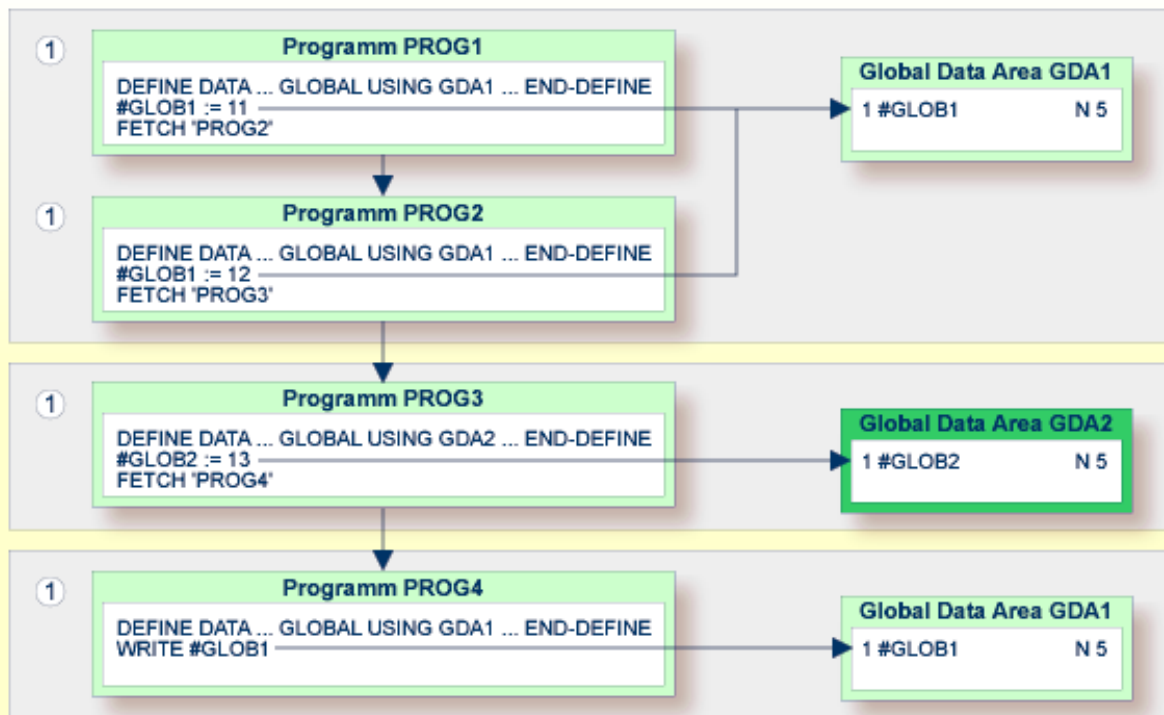 1
Programm PROG1
DEFINE DATA ... GLOBAL USING GDA1 ... END-DEFINE
#GLOB1 := 11
FETCH 'PROG2'
Global Data Area GDA1
1 #GLOB1 N 5
1
Programm PROG2
DEFINE DATA ... GLOBAL USING GDA1 ... END-DEFINE
#GLOB1 := 12
FETCH 'PROG3'
1
Programm PROG3
DEFINE DATA ... GLOBAL USING GDA2 ... END-DEFINE
#GLOB2 := 13
FETCH 'PROG4'
Global Data Area GDA2
1 #GLOB2 N 5
1
Programm PROG4
DEFINE DATA ... GLOBAL USING GDA1 ... END-DEFINE
WRITE #GLOB1
Global Data Area GDA1
1 #GLOB1 N 5